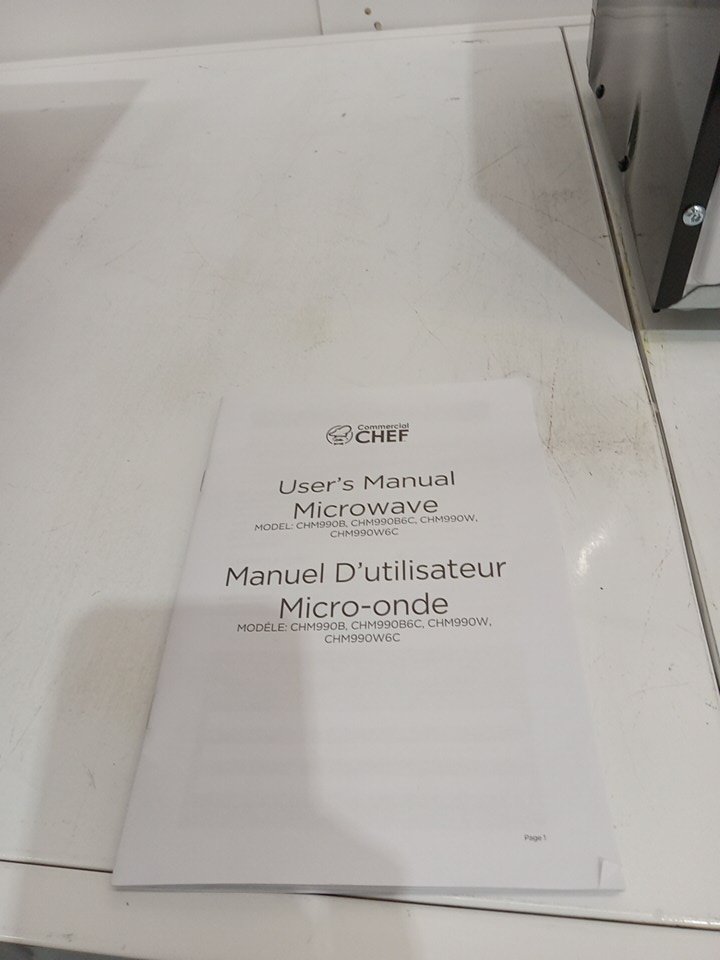 Commercial
CHEF
User's Manual
Microwave
MODEL: CHM990B, CHM990B6C, CHM990W,
CHM990W6C
Manuel D'utilisateur
Micro-onde
MODÈLE: CHM990B, CHM990B6C, CHM990W,
CHM990W6C
Page 1